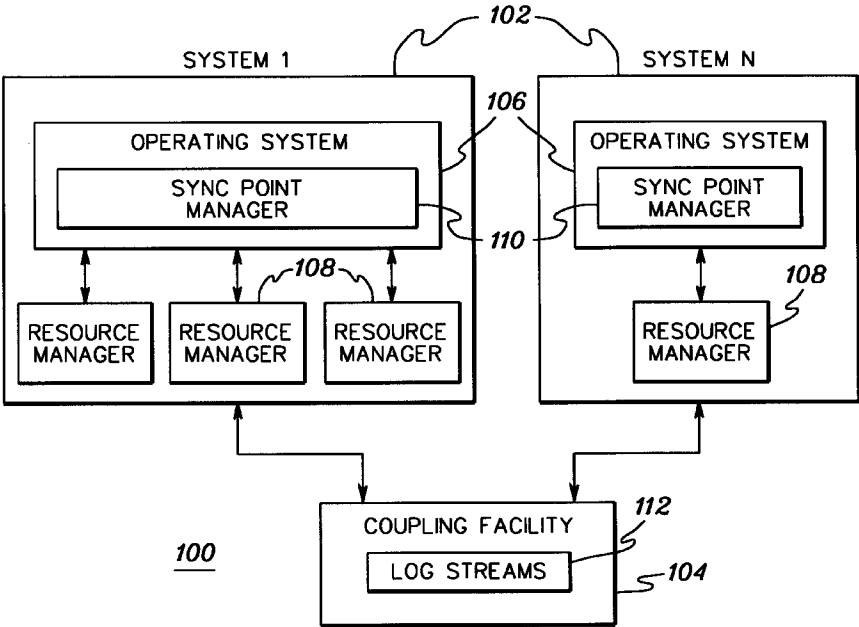 102
SYSTEM 1
SYSTEM N
106
OPERATING SYSTEM
SYNC POINT
MANAGER
OPERATING SYSTEM
SYNC POINT
MANAGER
110
108
RESOURCE
MANAGER
RESOURCE
MANAGER
RESOURCE
MANAGER
108
RESOURCE
MANAGER
COUPLING FACILITY
112
LOG STREAMS
100
104